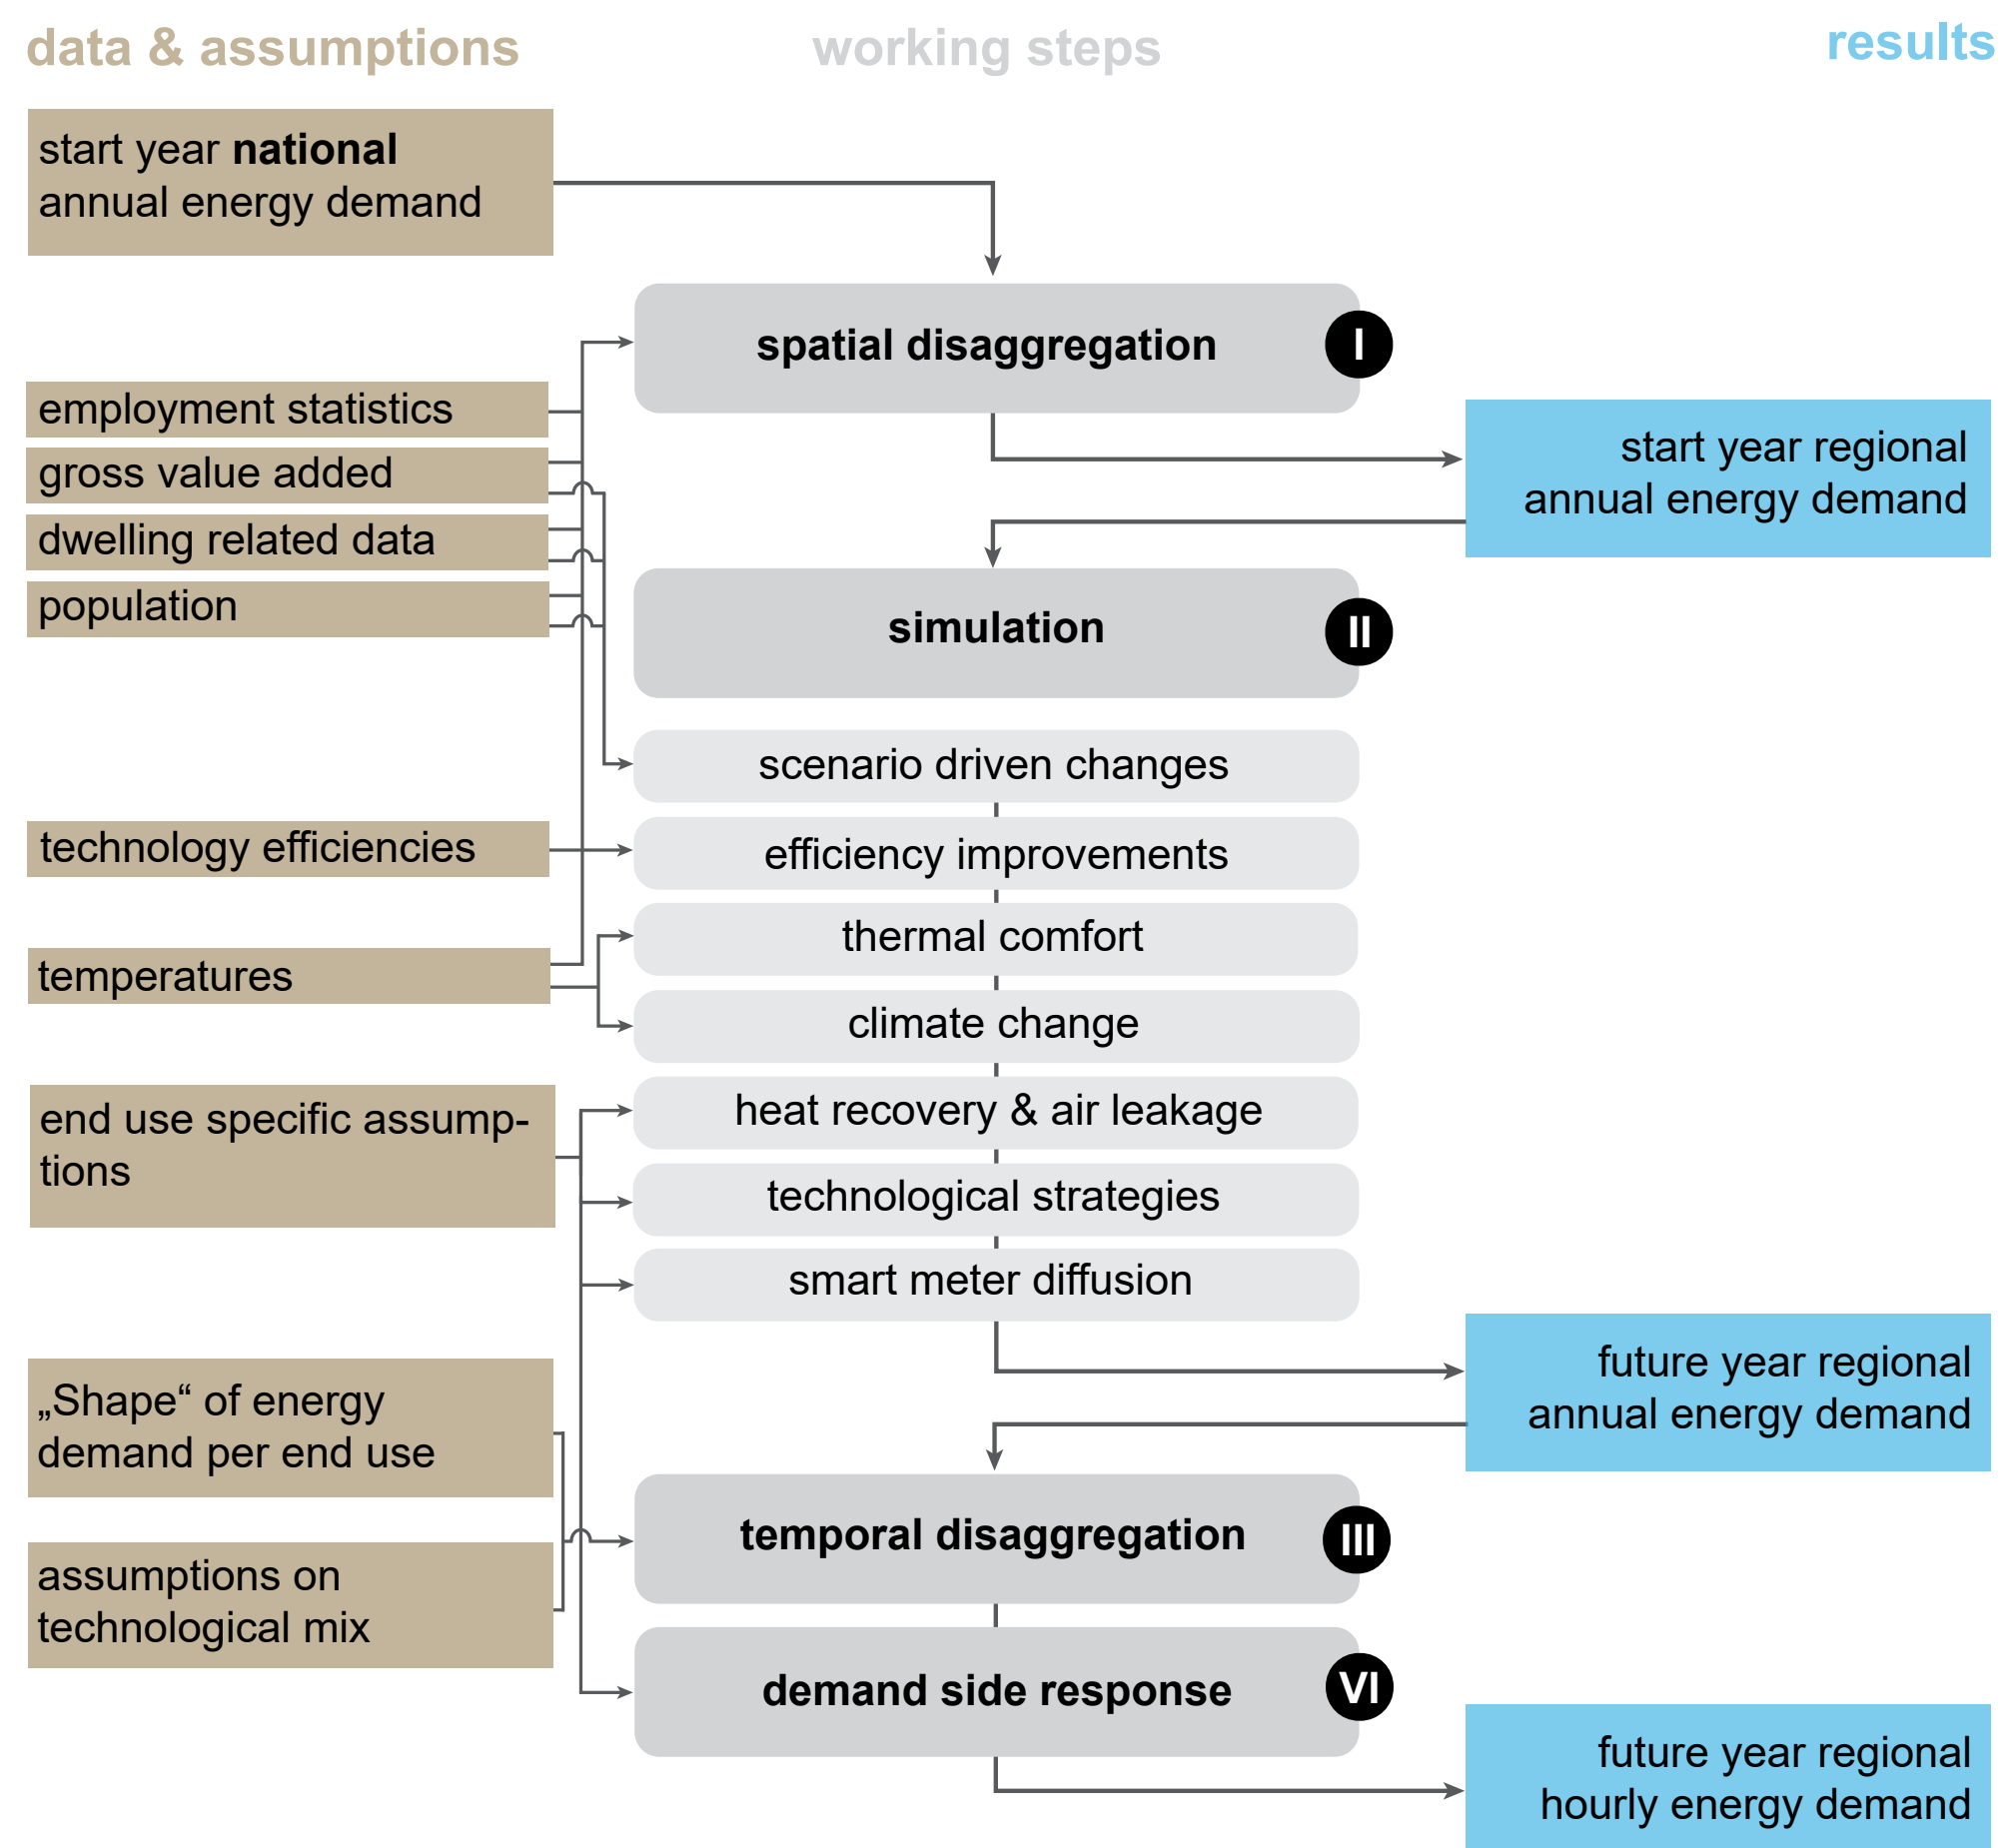 data & assumptions
working steps
results
start year national
annual energy demand
spatial disaggregation
I
employment statistics
gross value added
dwelling related data
population
start year regional
annual energy demand
simulation
II
scenario driven changes
technology efficiencies
efficiency improvements
thermal comfort
temperatures
climate change
end use specific assump-
tions
heat recovery & air leakage
technological strategies
smart meter diffusion
future year regional
annual energy demand
„Shape“ of energy
demand per end use
temporal disaggregation
III
assumptions on
technological mix
demand side response
VI
future year regional
hourly energy demand